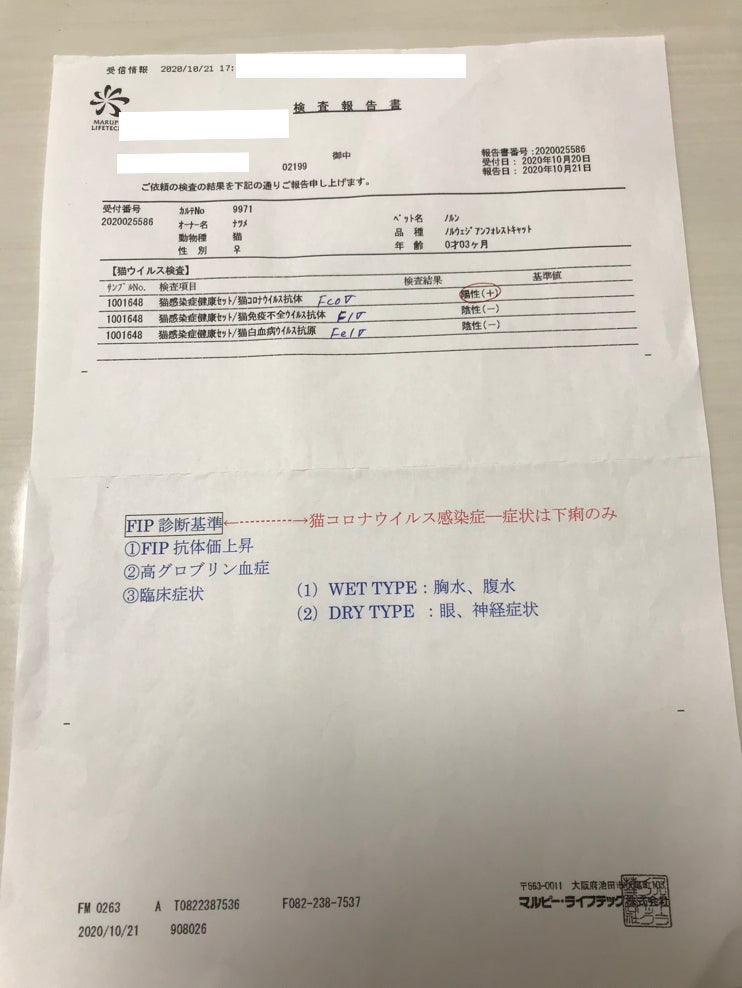 受信情報 2020/10/21 17:
検 査 報 告 書
MARUP
LIFETEC
御中
02199
報告書番号:2020025586
受付日: 2020年10月20日
報告日: 2020年10月21日
ご依頼の検査の結果を下記の通りご報告申し上げます。
受付番号 ｶﾙﾃNo 9971 ﾍﾟｯﾄ名 ﾉﾙﾝ
2020025586 ｵｰﾅｰ名 ﾅﾂﾒ 品 種 ﾉﾙｳｪｼﾞｱﾝﾌｫﾚｽﾄｷｬｯﾄ
動物種 猫 年 齢 0才03ヶ月
性 別 ♀
【猫ウイルス検査】
ｻﾝﾌﾟﾙNo. 検査項目 検査結果 基準値
1001648 猫感染症健康セット/猫ｺﾛﾅｳｲﾙｽ抗体 FcoV 陽性(+)
1001648 猫感染症健康セット/猫免疫不全ｳｲﾙｽ抗体 FIV 陰性(-)
1001648 猫感染症健康セット/猫白血病ｳｲﾙｽ抗原 FelV 陰性(-)
FIP 診断基準←--------→猫コロナウイルス感染症―症状は下痢のみ
①FIP 抗体価上昇
②高グロブリン血症
③臨床症状 (1) WET TYPE：胸水、腹水
(2) DRY TYPE ：眼、神経症状
〒563-0011 大阪府池田市
マルピー・ライフテック株式会社
FM 0263 A T0822387536 F082-238-7537
2020/10/21 908026